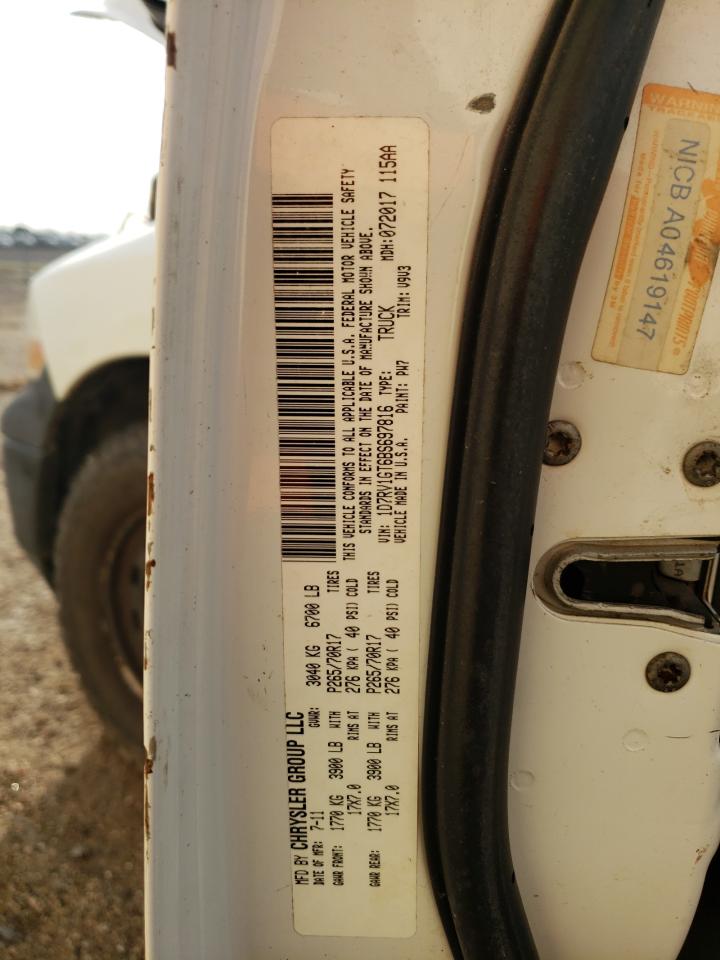 MFD BY CHRYSLER GROUP LLC
DATE OF MFR: 7-11 GVWR: 3040 KG 6700 LB
GAWR FRONT: 1770 KG 3900 LB WITH P265/70R17 TIRES
17X7.0 RIMS AT 276 KPA ( 40 PSI) COLD
GAWR REAR: 1770 KG 3900 LB WITH P265/70R17 TIRES
17X7.0 RIMS AT 276 KPA ( 40 PSI) COLD
THIS VEHICLE CONFORMS TO ALL APPLICABLE U.S.A. FEDERAL MOTOR VEHICLE SAFETY
STANDARDS IN EFFECT ON THE DATE OF MANUFACTURE SHOWN ABOVE.
VIN: 1D7RV1GT6BS697816 TYPE: TRUCK MDH:072017 115AA
VEHICLE MADE IN U.S.A. PAINT: PW7 TRIM: V9V3
WARNING
NICB A04619147